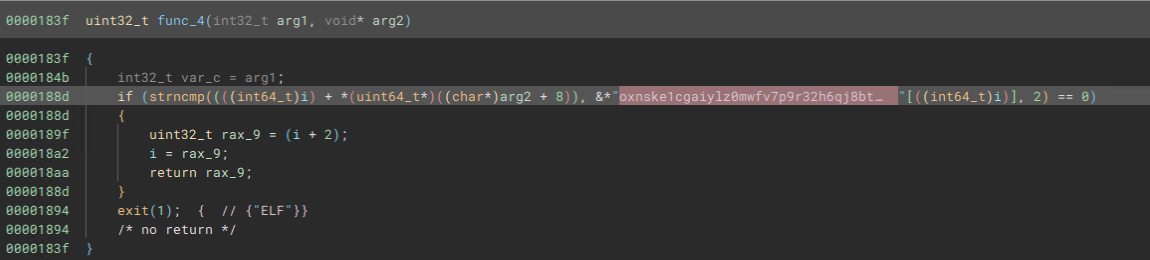 0000183f uint32_t func_4(int32_t arg1, void* arg2)
0000183f {
0000184b int32_t var_c = arg1;
0000188d if (strncmp((((int64_t)i) + *(uint64_t*)((char*)arg2 + 8)), &*"oxnske1cgaiylz0mwfv7p9r32h6qj8bt… "[((int64_t)i)], 2) == 0)
0000188d {
0000189f uint32_t rax_9 = (i + 2);
000018a2 i = rax_9;
000018aa return rax_9;
0000188d }
00001894 exit(1); { // {"ELF"}}
00001894 /* no return */
0000183f }